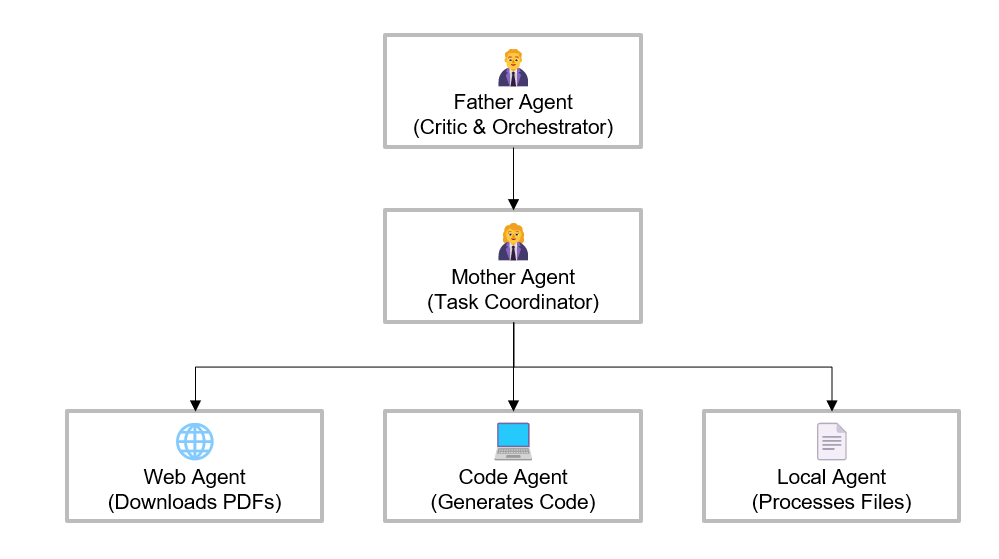 Father Agent
(Critic & Orchestrator)
Mother Agent
(Task Coordinator)
Web Agent
(Downloads PDFs)
Code Agent
(Generates Code)
Local Agent
(Processes Files)